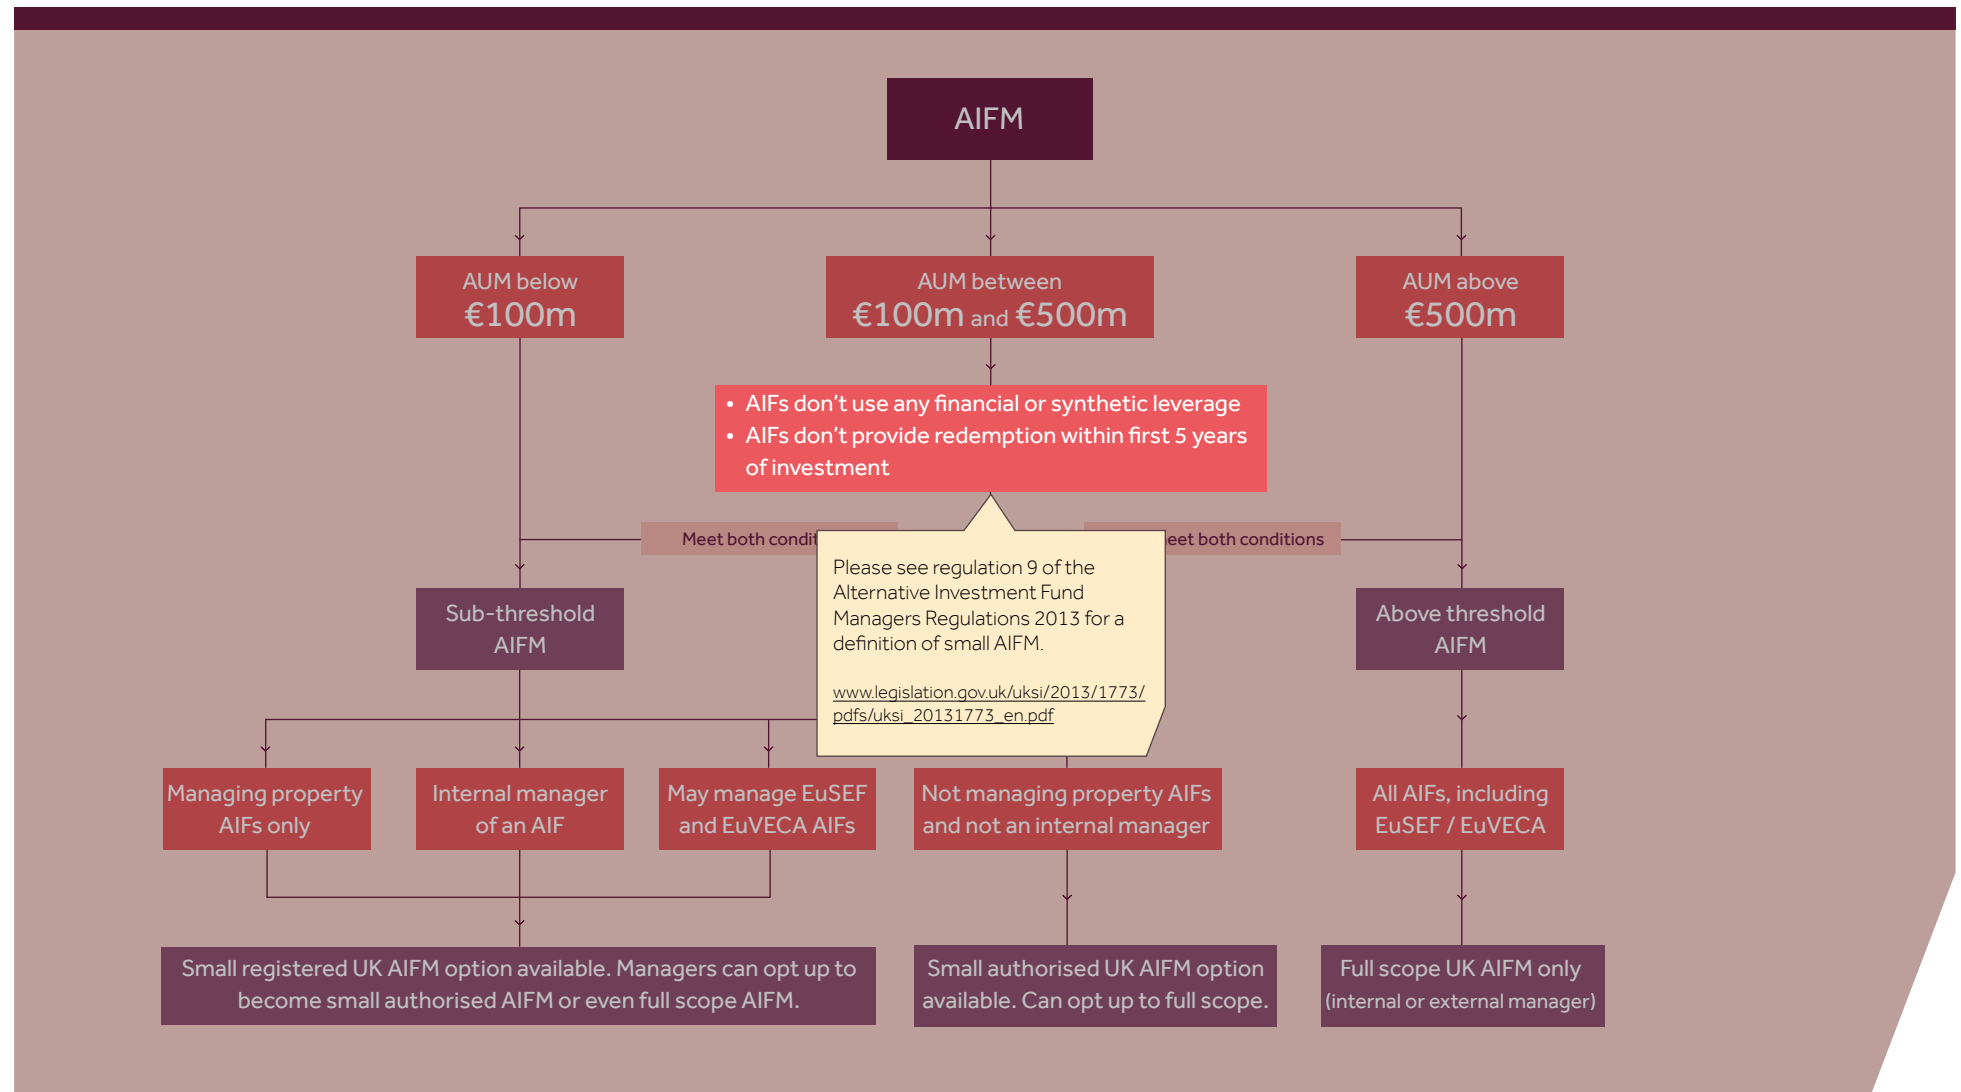 AIFM
AUM below
€100m
AUM between
€100m and €500m
AUM above
€500m
• AIFs don't use any financial or synthetic leverage
• AIFs don't provide redemption within first 5 years
of investment
Meet both
meet both conditions
Please see regulation 9 of the
Alternative Investment Fund
Managers Regulations 2013 for a
definition of small AIFM.
www.legislation.gov.uk/uksi/2013/1773/
pdfs/uksi_20131773_en.pdf
Sub-threshold
AIFM
Above threshold
AIFM
Managing property
AIFs only
Internal manager
of an AIF
May manage EuSEF
and EuVECA AIFs
Not managing property AIFs
and not an internal manager
All AIFs, including
EuSEF / EuVECA
Small registered UK AIFM option available. Managers can opt up to
become small authorised AIFM or even full scope AIFM.
Small authorised UK AIFM option
available. Can opt up to full scope.
Full scope UK AIFM only
(internal or external manager)